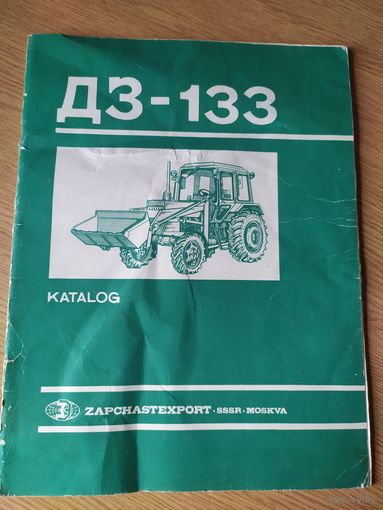 ДЗ-133
KATALOG
ZAPCHASTEXPORT · SSSR · MOSKVA